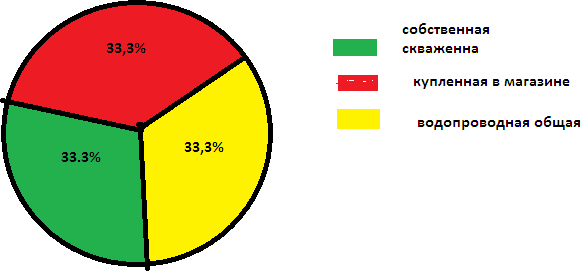 собственная
скваженна
33,3%
купленная в магазине
водопроводная общая
33.3%
33,3%